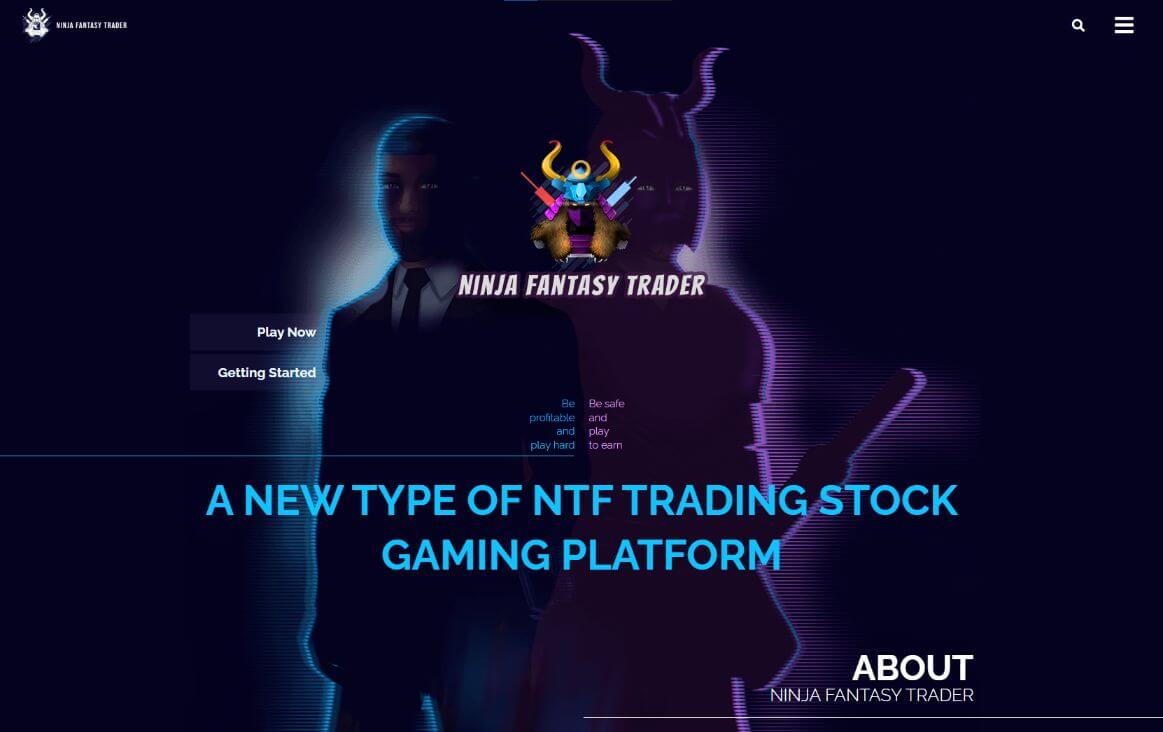 NINJA FANTASY TRADER
NINJA FANTASY TRADER
Play Now
Getting Started
Be
profitable
and
play hard
Be safe
and
play
to earn
A NEW TYPE OF NTF TRADING STOCK
GAMING PLATFORM
ABOUT
NINJA FANTASY TRADER